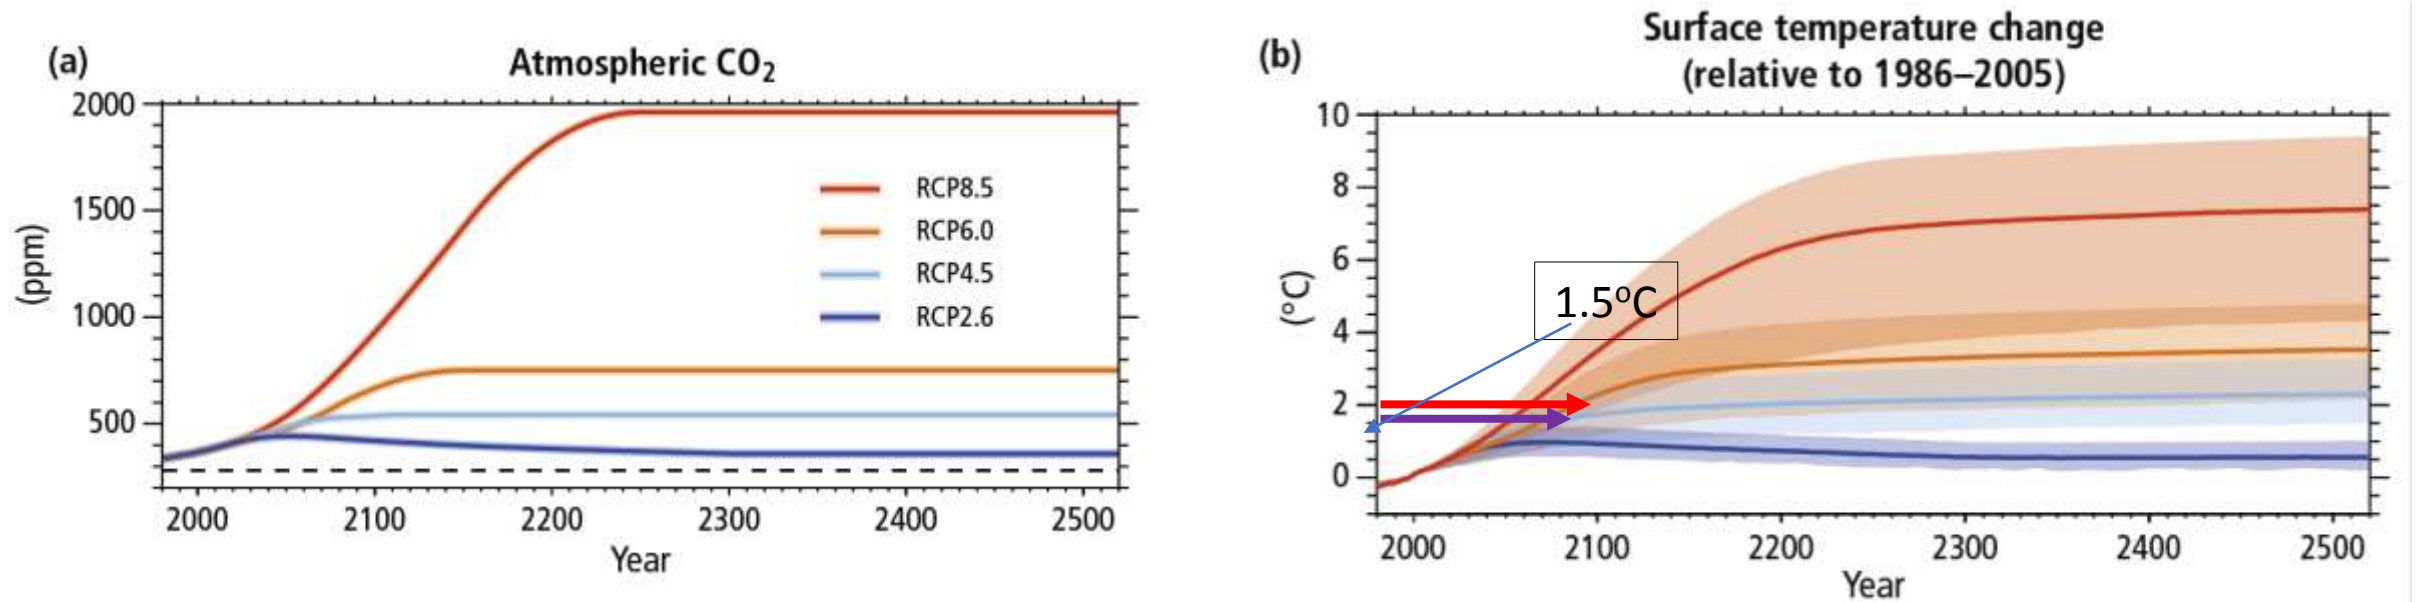 (a)
Atmospheric CO₂
2000
1500
1000
500
(ppm)
RCP8.5
RCP6.0
RCP4.5
RCP2.6
2000 2100 2200 2300 2400 2500
Year
(b)
Surface temperature change
(relative to 1986–2005)
10
8
6
4
2
0
(°C)
1.5°C
2000 2100 2200 2300 2400 2500
Year